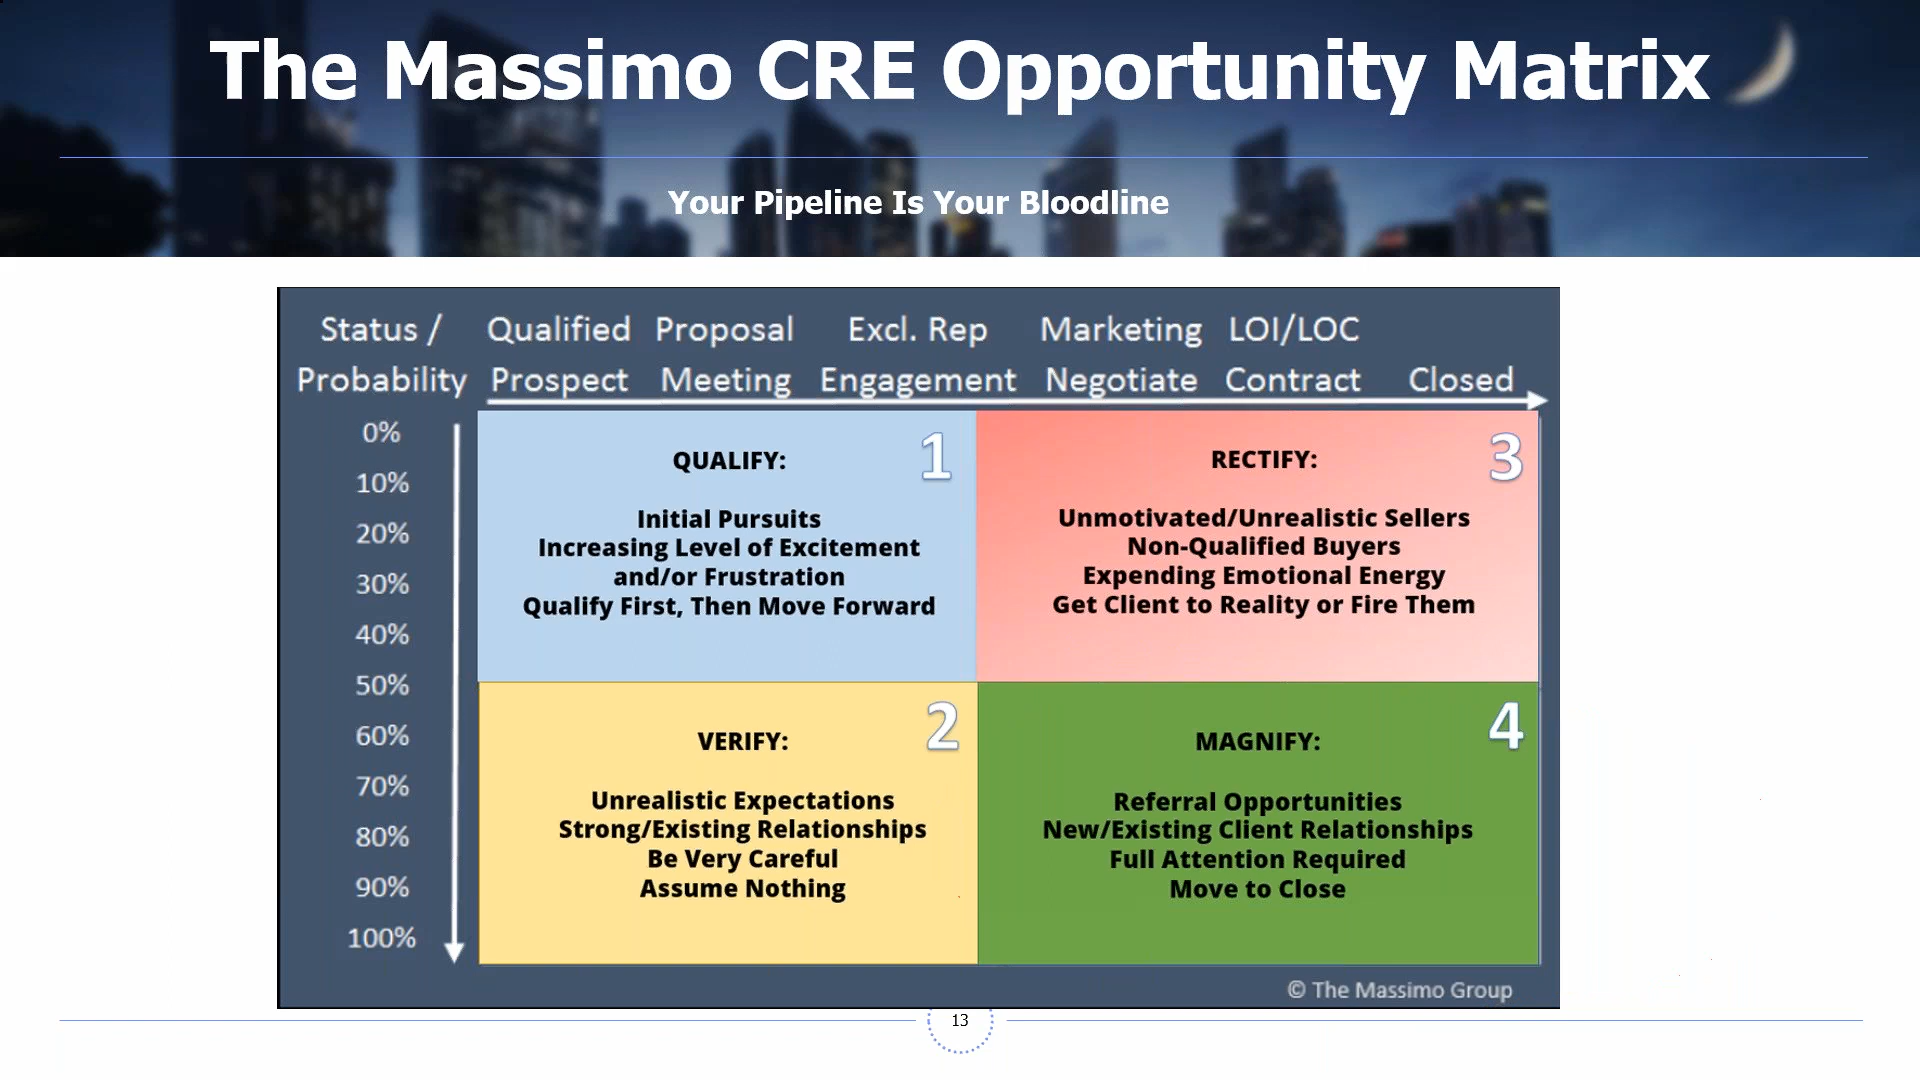 The Massimo CRE Opportunity Matrix
Your Pipeline Is Your Bloodline
Status / Qualified Proposal Excl. Rep Marketing LOI/LOC
Probability Prospect Meeting Engagement Negotiate Contract Closed
0%
10%
20%
30%
40%
50%
60%
70%
80%
90%
100%
QUALIFY: 1
Initial Pursuits
Increasing Level of Excitement
and/or Frustration
Qualify First, Then Move Forward
RECTIFY: 3
Unmotivated/Unrealistic Sellers
Non-Qualified Buyers
Expending Emotional Energy
Get Client to Reality or Fire Them
VERIFY: 2
Unrealistic Expectations
Strong/Existing Relationships
Be Very Careful
Assume Nothing
MAGNIFY: 4
Referral Opportunities
New/Existing Client Relationships
Full Attention Required
Move to Close
© The Massimo Group
13